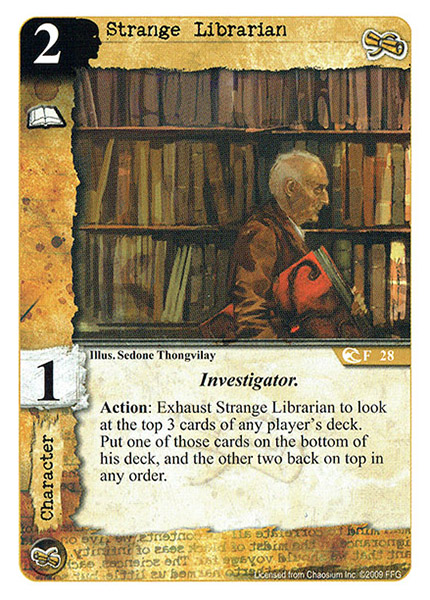 2
Strange Librarian
Illus. Sedone Thongvilay
F 28
1
Investigator.
Action: Exhaust Strange Librarian to look
at the top 3 cards of any player's deck.
Put one of those cards on the bottom of
his deck, and the other two back on top in
any order.
Character
Licensed from Chaosium Inc. ©2009 FFG